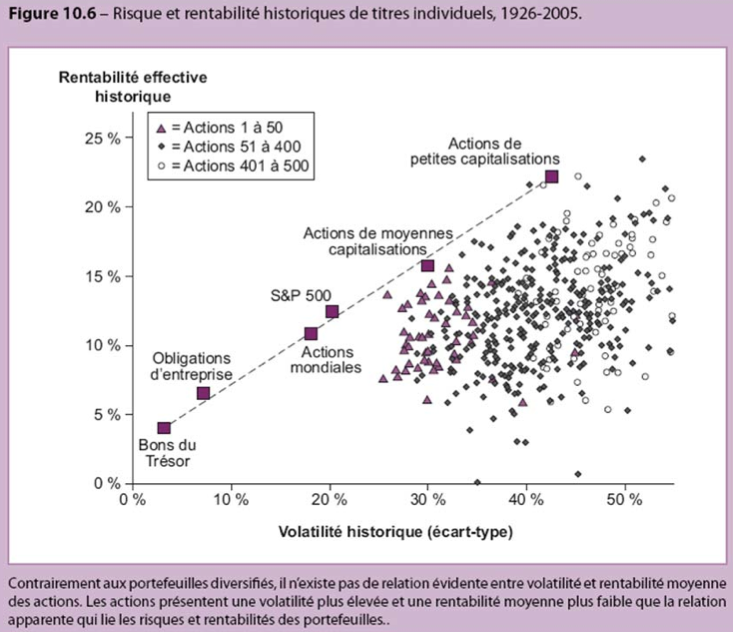 Figure 10.6 – Risque et rentabilité historiques de titres individuels, 1926-2005.
Rentabilité effective
historique
▲ = Actions 1 à 50
◆ = Actions 51 à 400
○ = Actions 401 à 500
25 %
20 %
15 %
10 %
5 %
0 %
Actions de
petites capitalisations
Actions de moyennes
capitalisations
S&P 500
Actions
mondiales
Obligations
d'entreprise
Bons du
Trésor
0 %
10 %
20 %
30 %
40 %
50 %
Volatilité historique (écart-type)
Contrairement aux portefeuilles diversifiés, il n'existe pas de relation évidente entre volatilité et rentabilité moyenne
des actions. Les actions présentent une volatilité plus élevée et une rentabilité moyenne plus faible que la relation
apparente qui lie les risques et rentabilités des portefeuilles..